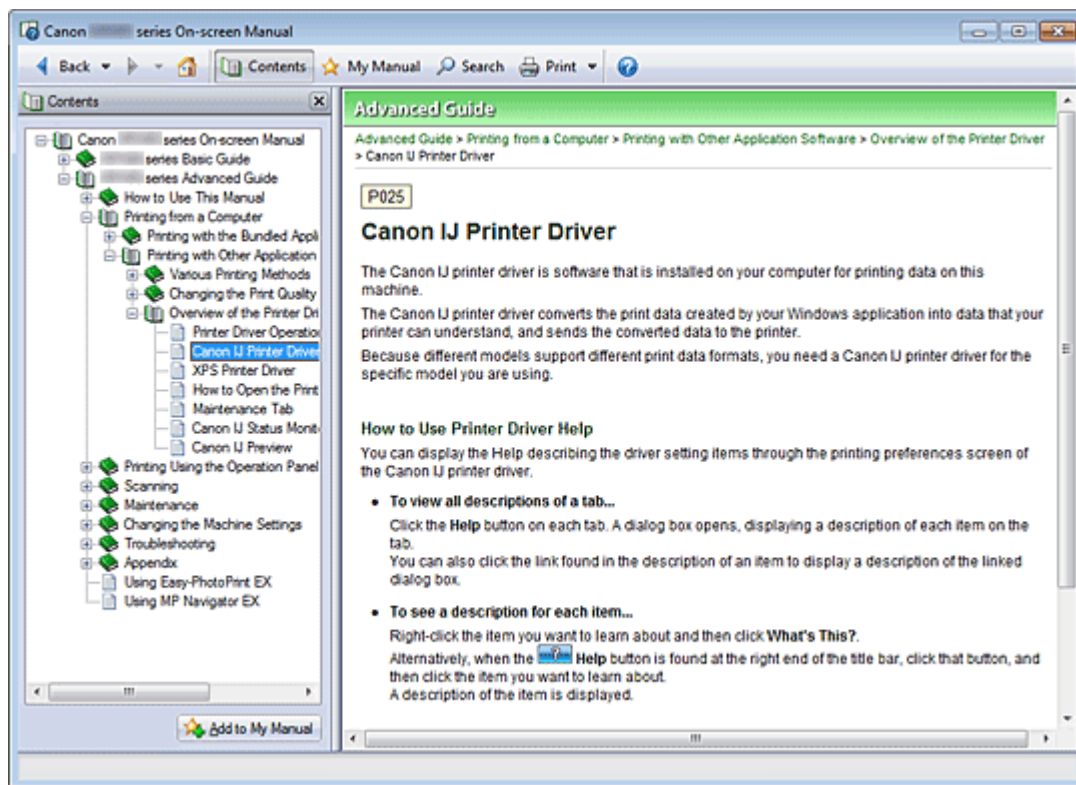 Canon series On-screen Manual
Back Contents My Manual Search Print
Contents
Canon series On-screen Manual
series Basic Guide
series Advanced Guide
How to Use This Manual
Printing from a Computer
Printing with the Bundled Appli
Printing with Other Application
Various Printing Methods
Changing the Print Quality
Overview of the Printer Dri
Printer Driver Operatio
Canon IJ Printer Driver
XPS Printer Driver
How to Open the Print
Maintenance Tab
Canon IJ Status Monit
Canon IJ Preview
Printing Using the Operation Panel
Scanning
Maintenance
Changing the Machine Settings
Troubleshooting
Appendix
Using Easy-PhotoPrint EX
Using MP Navigator EX
Add to My Manual
Advanced Guide
Advanced Guide > Printing from a Computer > Printing with Other Application Software > Overview of the Printer Driver
> Canon IJ Printer Driver
P025
Canon IJ Printer Driver
The Canon IJ printer driver is software that is installed on your computer for printing data on this
machine.
The Canon IJ printer driver converts the print data created by your Windows application into data that your
printer can understand, and sends the converted data to the printer.
Because different models support different print data formats, you need a Canon IJ printer driver for the
specific model you are using.
How to Use Printer Driver Help
You can display the Help describing the driver setting items through the printing preferences screen of
the Canon IJ printer driver.
• To view all descriptions of a tab...
Click the Help button on each tab. A dialog box opens, displaying a description of each item on the
tab.
You can also click the link found in the description of an item to display a description of the linked
dialog box.
• To see a description for each item...
Right-click the item you want to learn about and then click What's This?.
Alternatively, when the ? Help button is found at the right end of the title bar, click that button, and
then click the item you want to learn about.
A description of the item is displayed.